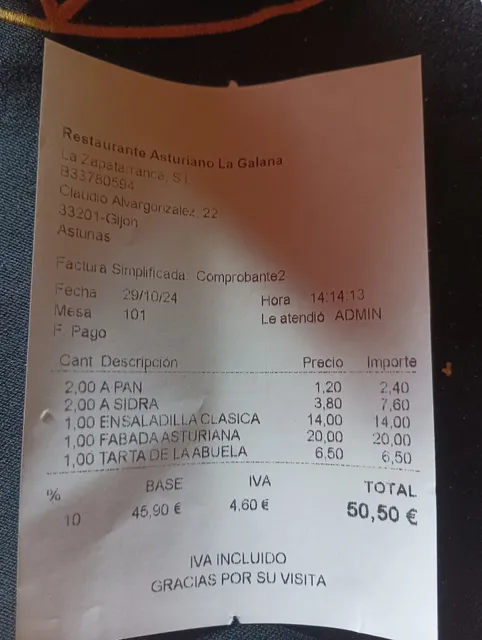 Restaurante Asturiano La Galana
La Zapatarranca, S.L.
B33780594
Claudio Alvargonzalez, 22
33201-Gijon
Asturias
Factura Simplificada: Comprobante2
Fecha 29/10/24 Hora 14:14:13
Mesa 101 Le atendió ADMIN
F. Pago
Cant Descripción Precio Importe
2,00 A PAN 1,20 2,40
2,00 A SIDRA 3,80 7,60
1,00 ENSALADILLA CLASICA 14,00 14,00
1,00 FABADA ASTURIANA 20,00 20,00
1,00 TARTA DE LA ABUELA 6,50 6,50
% BASE IVA TOTAL
10 45,90 € 4,60 € 50,50 €
IVA INCLUIDO
GRACIAS POR SU VISITA